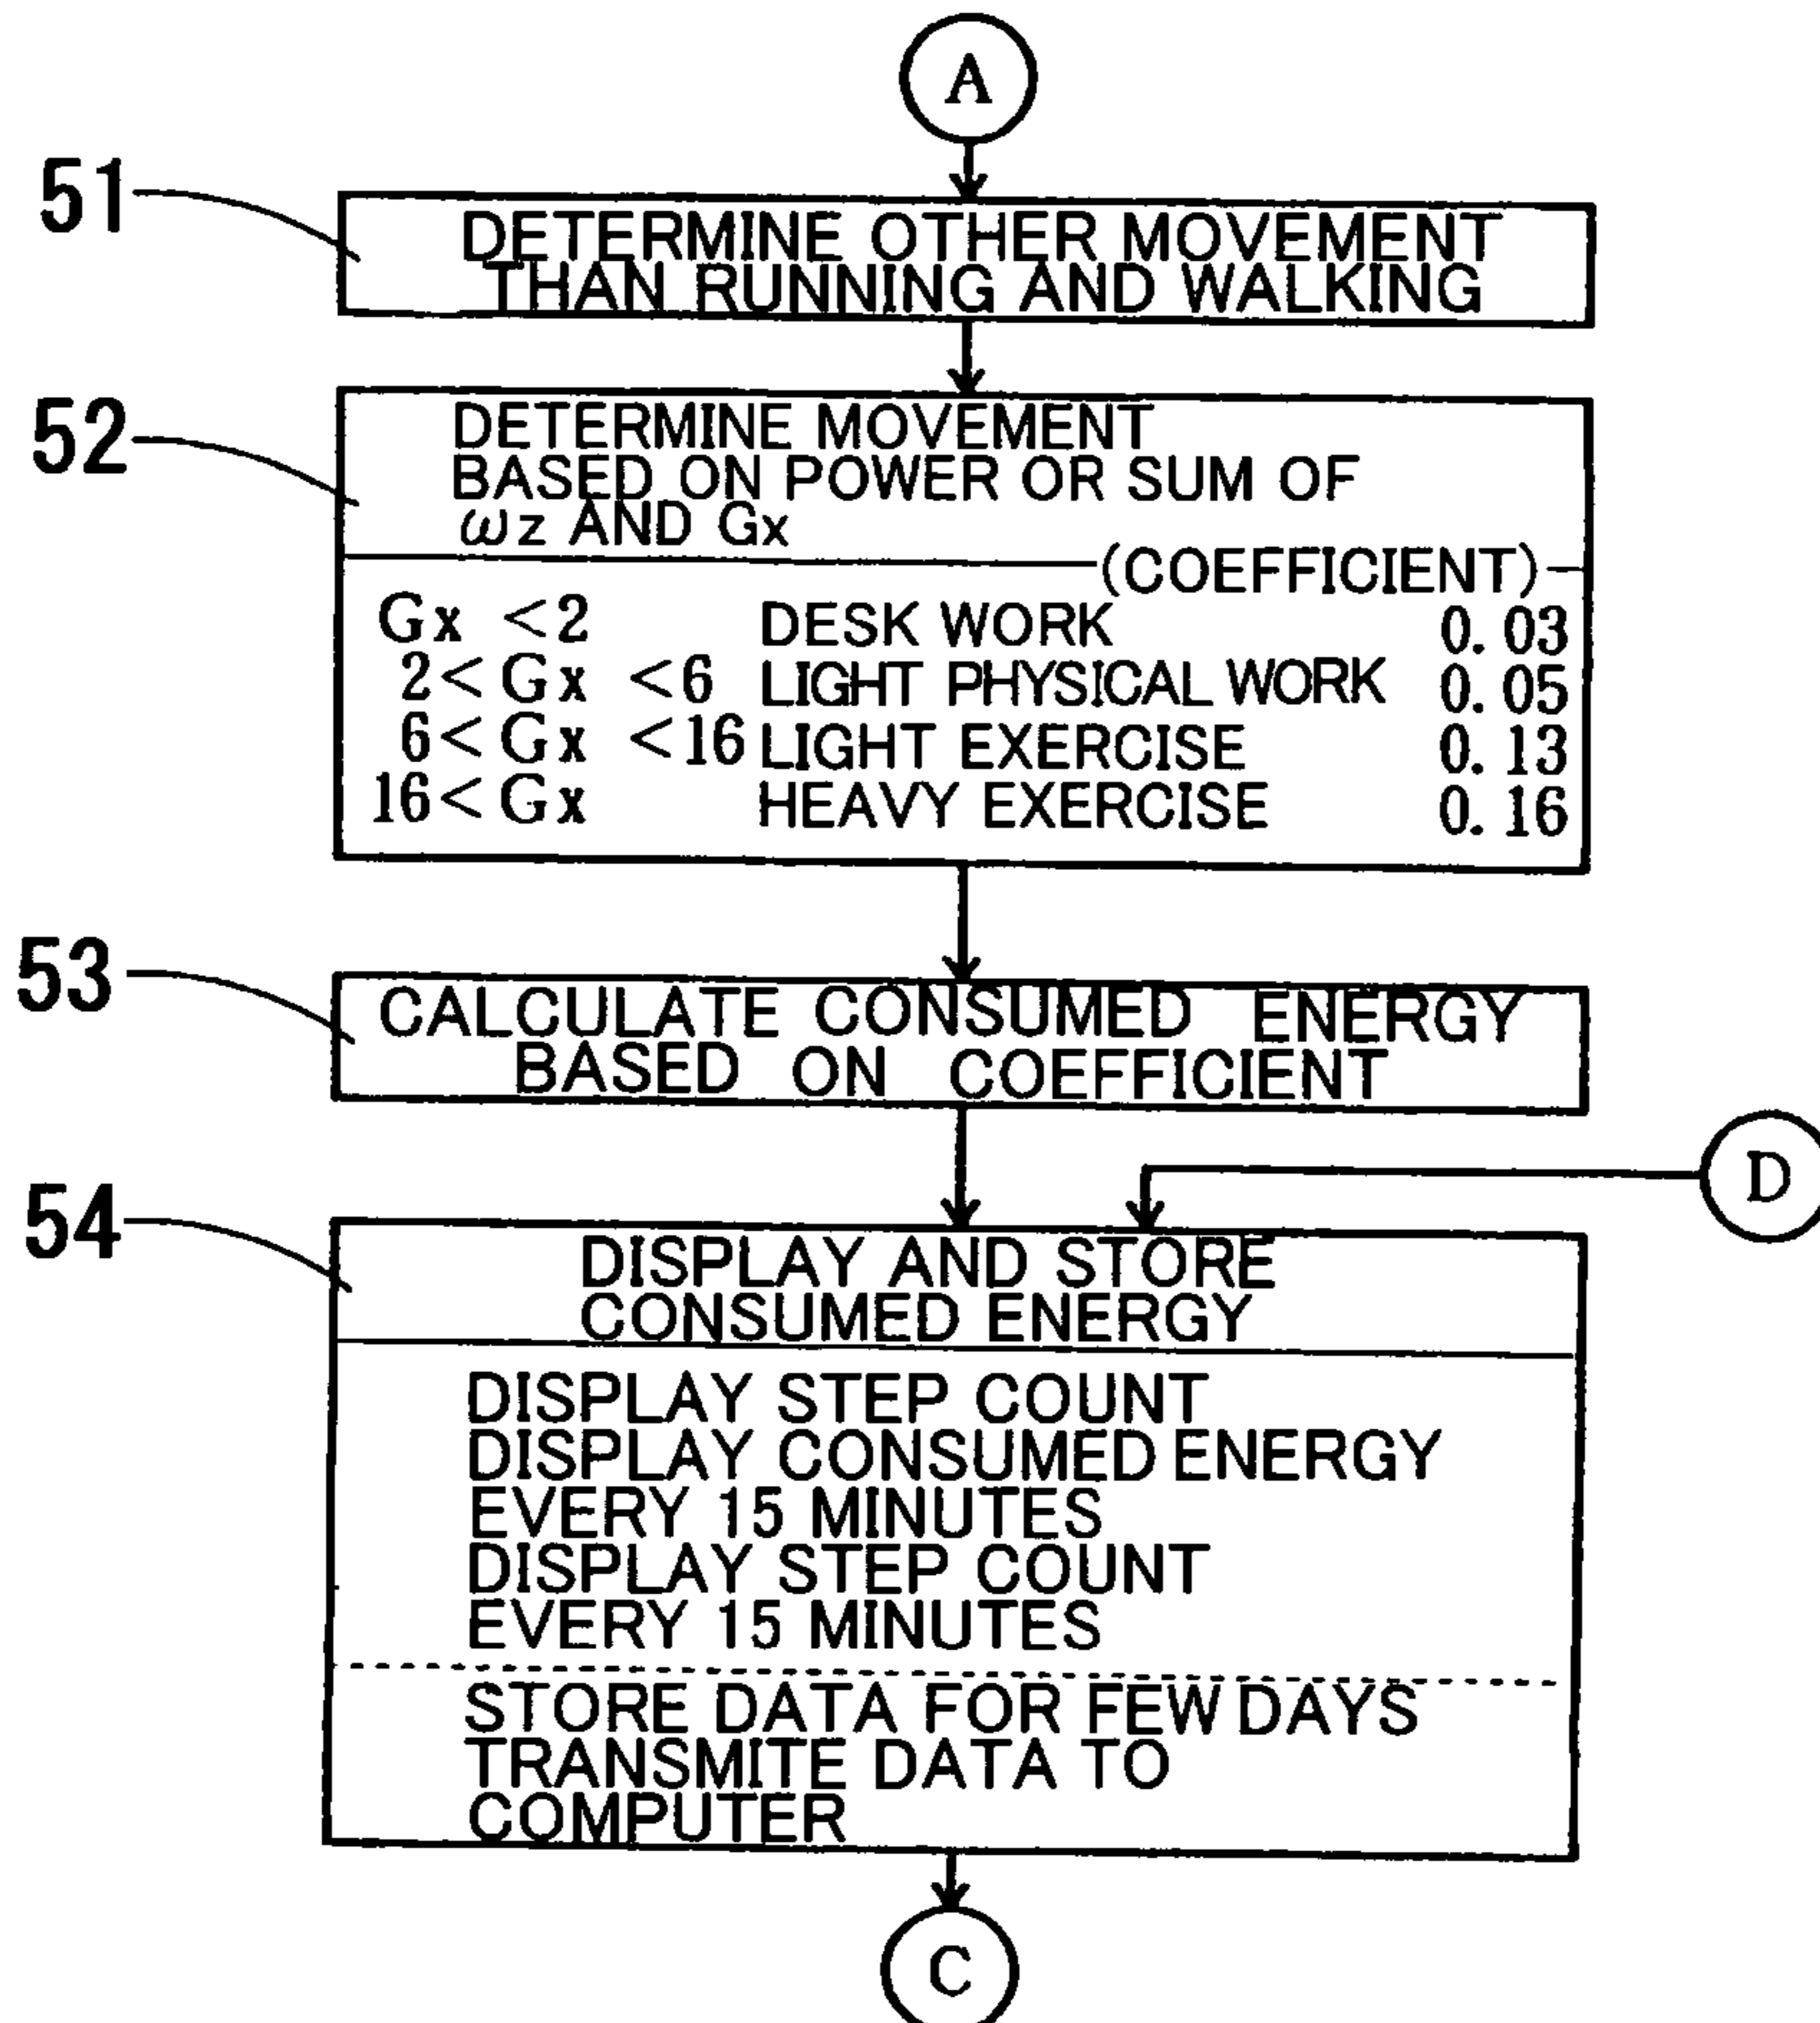 A
51
DETERMINE OTHER MOVEMENT
THAN RUNNING AND WALKING
52
DETERMINE MOVEMENT
BASED ON POWER OR SUM OF
ωz AND Gx
(COEFFICIENT)
Gx <2 DESK WORK 0.03
2<Gx <6 LIGHT PHYSICAL WORK 0.05
6<Gx <16 LIGHT EXERCISE 0.13
16<Gx HEAVY EXERCISE 0.16
53
CALCULATE CONSUMED ENERGY
BASED ON COEFFICIENT
D
54
DISPLAY AND STORE
CONSUMED ENERGY
DISPLAY STEP COUNT
DISPLAY CONSUMED ENERGY
EVERY 15 MINUTES
DISPLAY STEP COUNT
EVERY 15 MINUTES
STORE DATA FOR FEW DAYS
TRANSMITE DATA TO
COMPUTER
C